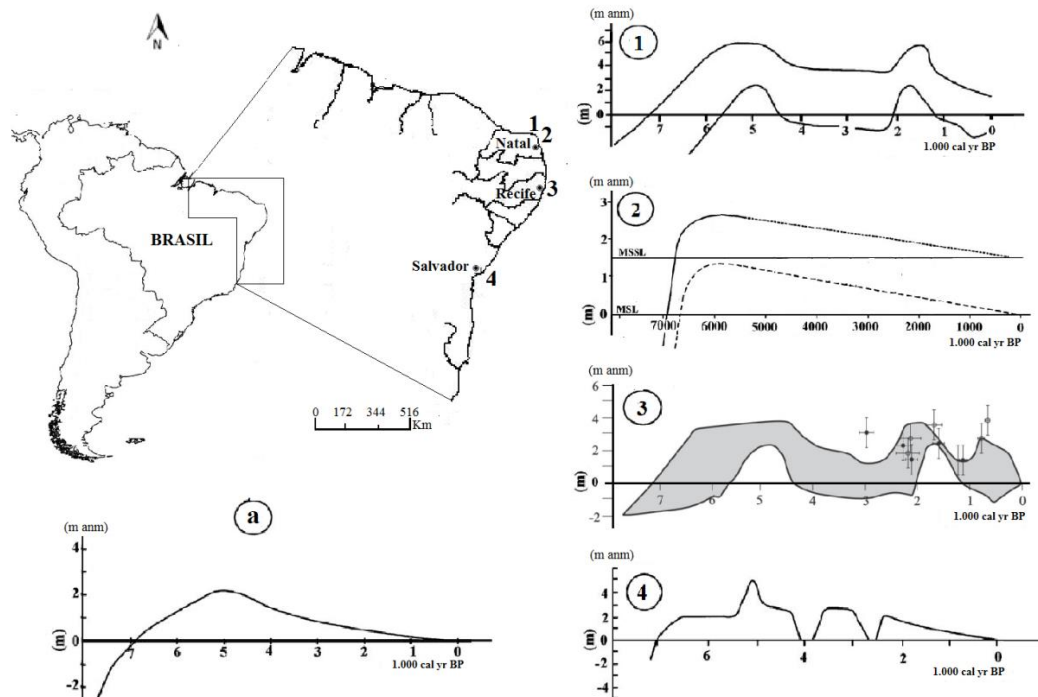 N
BRASIL
1
Natal
2
Recife
3
Salvador
4
0 172 344 516
Km
a
(m anm)
4
2
0
-2
(m)
7 6 5 4 3 2 1 0
1.000 cal yr BP
(m anm)
1
6
4
2
0
(m)
7 6 5 4 3 2 1 0
1.000 cal yr BP
(m anm)
2
3
2
1
0
(m)
MSSL
MSL
7000 6000 5000 4000 3000 2000 1000 0
1.000 cal yr BP
(m anm)
3
6
4
2
0
-2
(m)
7 6 5 4 3 2 1 0
1.000 cal yr BP
(m anm)
4
4
2
0
-2
-4
(m)
6 4 2 0
1.000 cal yr BP